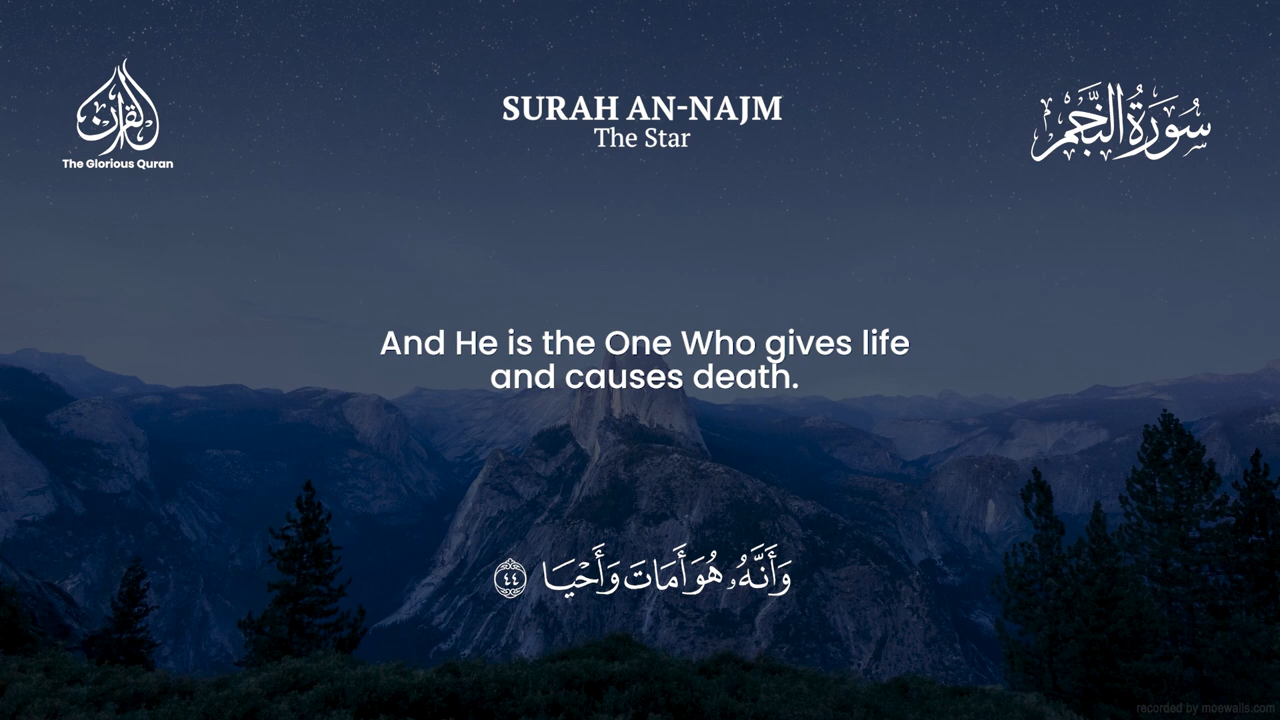 القرآن
The Glorious Quran
SURAH AN-NAJM
The Star
سُورَةُ النَّجْمِ
And He is the One Who gives life
and causes death.
وَأَنَّهُۥ هُوَ أَمَاتَ وَأَحْيَا ٤٤
recorded by moewalls.com